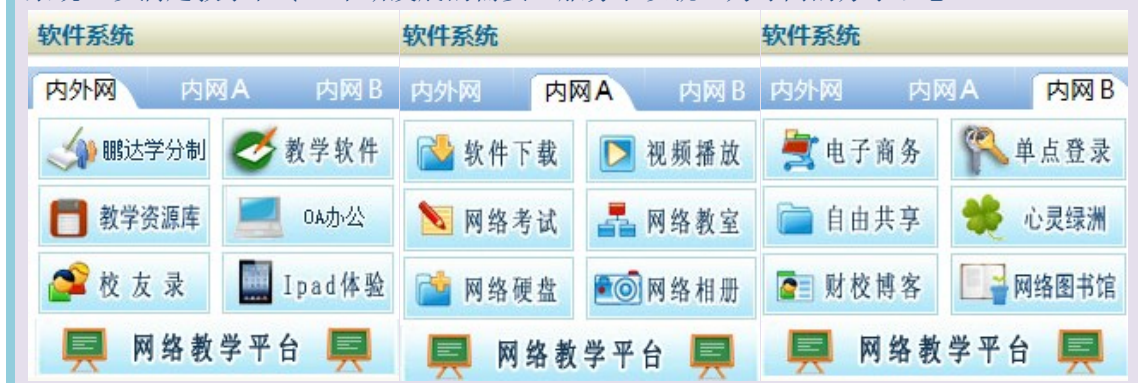 软件系统
内外网 内网A 内网B
鹏达学分制 教学软件
教学资源库 OA办公
校友录 Ipad体验
网络教学平台
软件系统
内外网 内网A 内网B
软件下载 视频播放
网络考试 网络教室
网络硬盘 网络相册
网络教学平台
软件系统
内外网 内网A 内网B
电子商务 单点登录
自由共享 心灵绿洲
财校博客 网络图书馆
网络教学平台